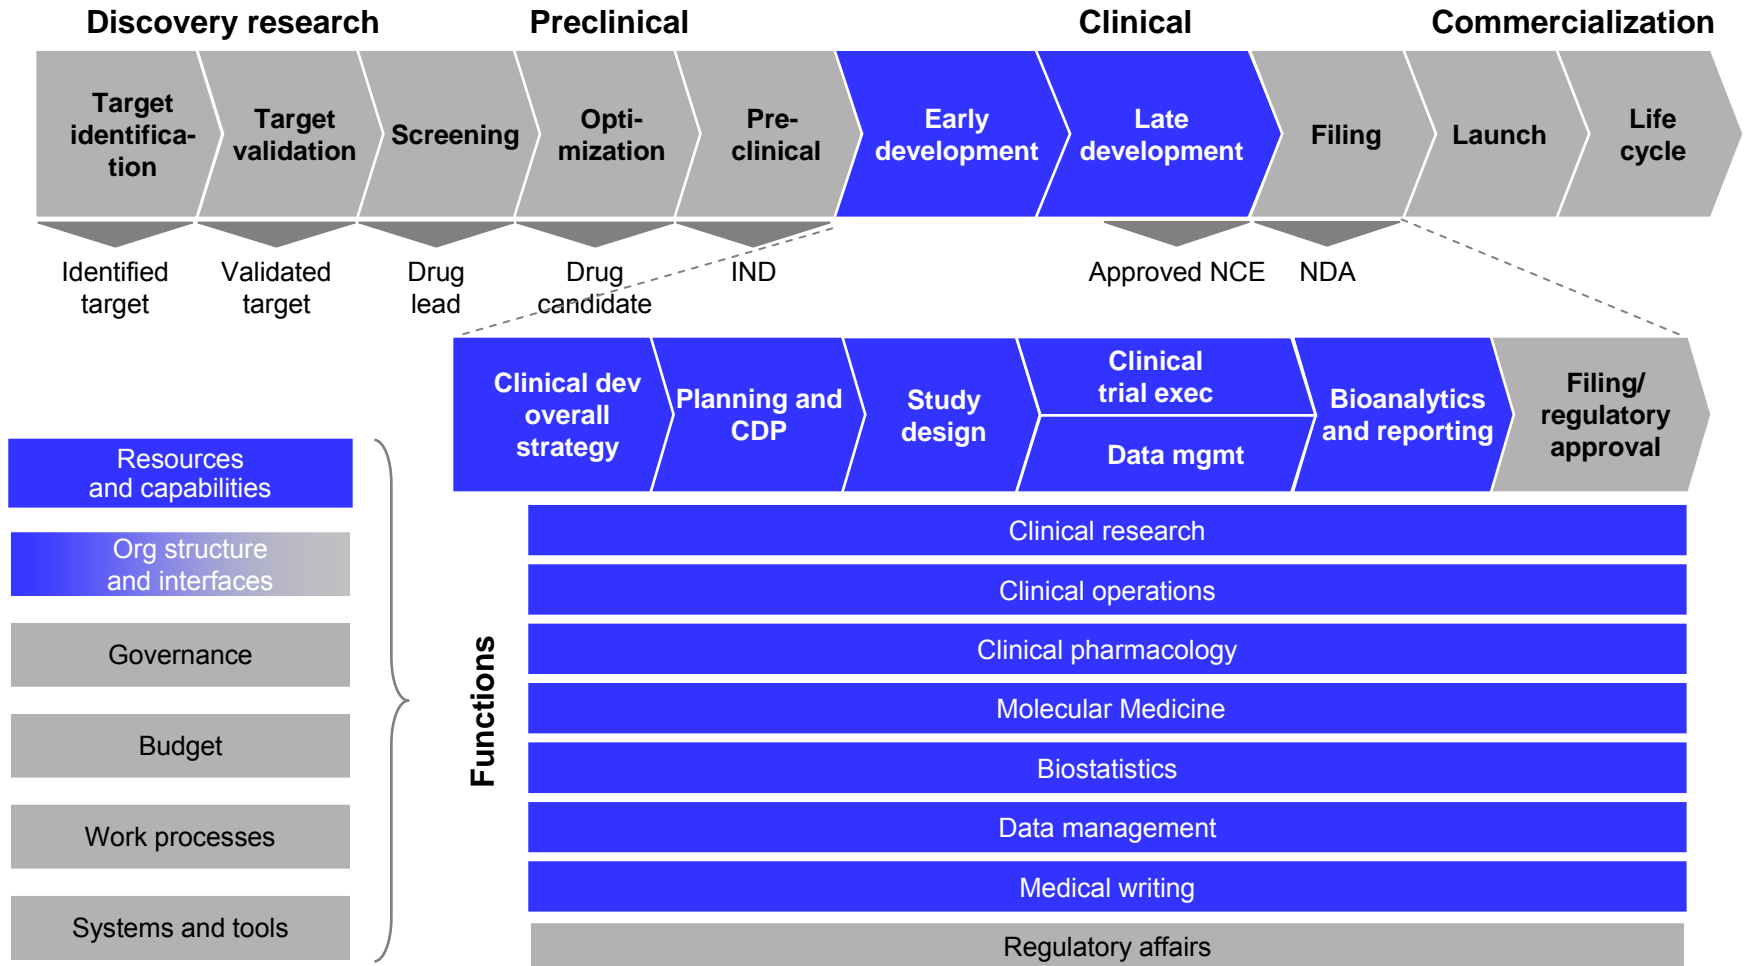 Discovery research
Preclinical
Clinical
Commercialization
Target
identifica-
tion
Target
validation
Screening
Opti-
mization
Pre-
clinical
Early
development
Late
development
Filing
Launch
Life
cycle
Identified
target
Validated
target
Drug
lead
Drug
candidate
IND
Approved NCE
NDA
Clinical dev
overall
strategy
Planning and
CDP
Study
design
Clinical
trial exec
Data mgmt
Bioanalytics
and reporting
Filing/
regulatory
approval
Resources
and capabilities
Org structure
and interfaces
Governance
Budget
Work processes
Systems and tools
Functions
Clinical research
Clinical operations
Clinical pharmacology
Molecular Medicine
Biostatistics
Data management
Medical writing
Regulatory affairs